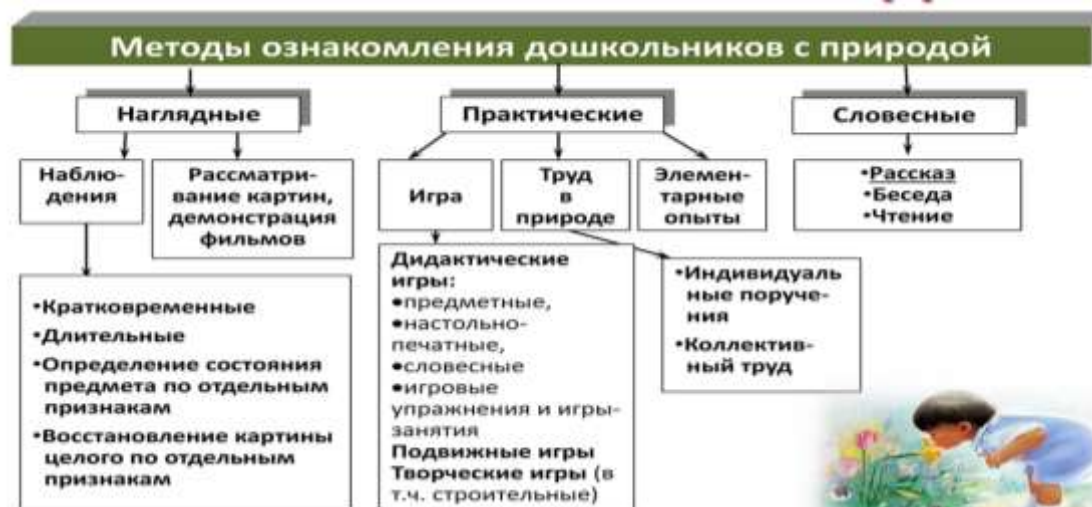 Методы ознакомления дошкольников с природой
Наглядные
Практические
Словесные
Наблю-
дения
Рассматри-
вание картин,
демонстрация
фильмов
Игра
Труд
в
природе
Элемен-
тарные
опыты
•Рассказ
•Беседа
•Чтение
•Кратковременные
•Длительные
•Определение состояния
предмета по отдельным
признакам
•Восстановление картины
целого по отдельным
признакам
Дидактические
игры:
•предметные,
•настольно-
печатные,
•словесные
•игровые
упражнения и игры-
занятия
Подвижные игры
Творческие игры (в
т.ч. строительные)
•Индивидуаль
ные поруче-
ния
•Коллектив-
ный труд